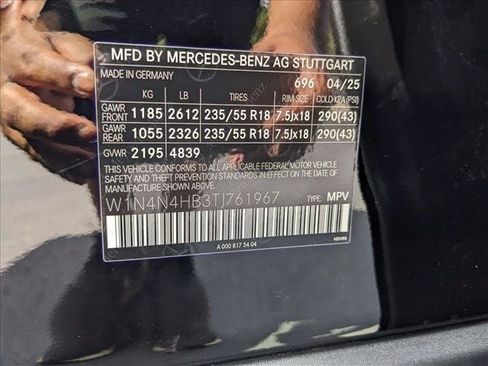 MFD BY MERCEDES-BENZ AG STUTTGART
MADE IN GERMANY 696 04/25
KG LB TIRES RIM SIZE COLD KPA (PSI)
GAWR FRONT 1185 2612 235/55 R18 7.5Jx18 290(43)
GAWR REAR 1055 2326 235/55 R18 7.5Jx18 290(43)
GVWR 2195 4839
THIS VEHICLE CONFORMS TO ALL APPLICABLE FEDERAL MOTOR VEHICLE
SAFETY AND THEFT PREVENTION STANDARDS IN EFFECT ON THE DATE OF
MANUFACTURE SHOWN ABOVE.
W1N4N4HB3TJ761967 TYPE: MPV
A 000 817 54 04